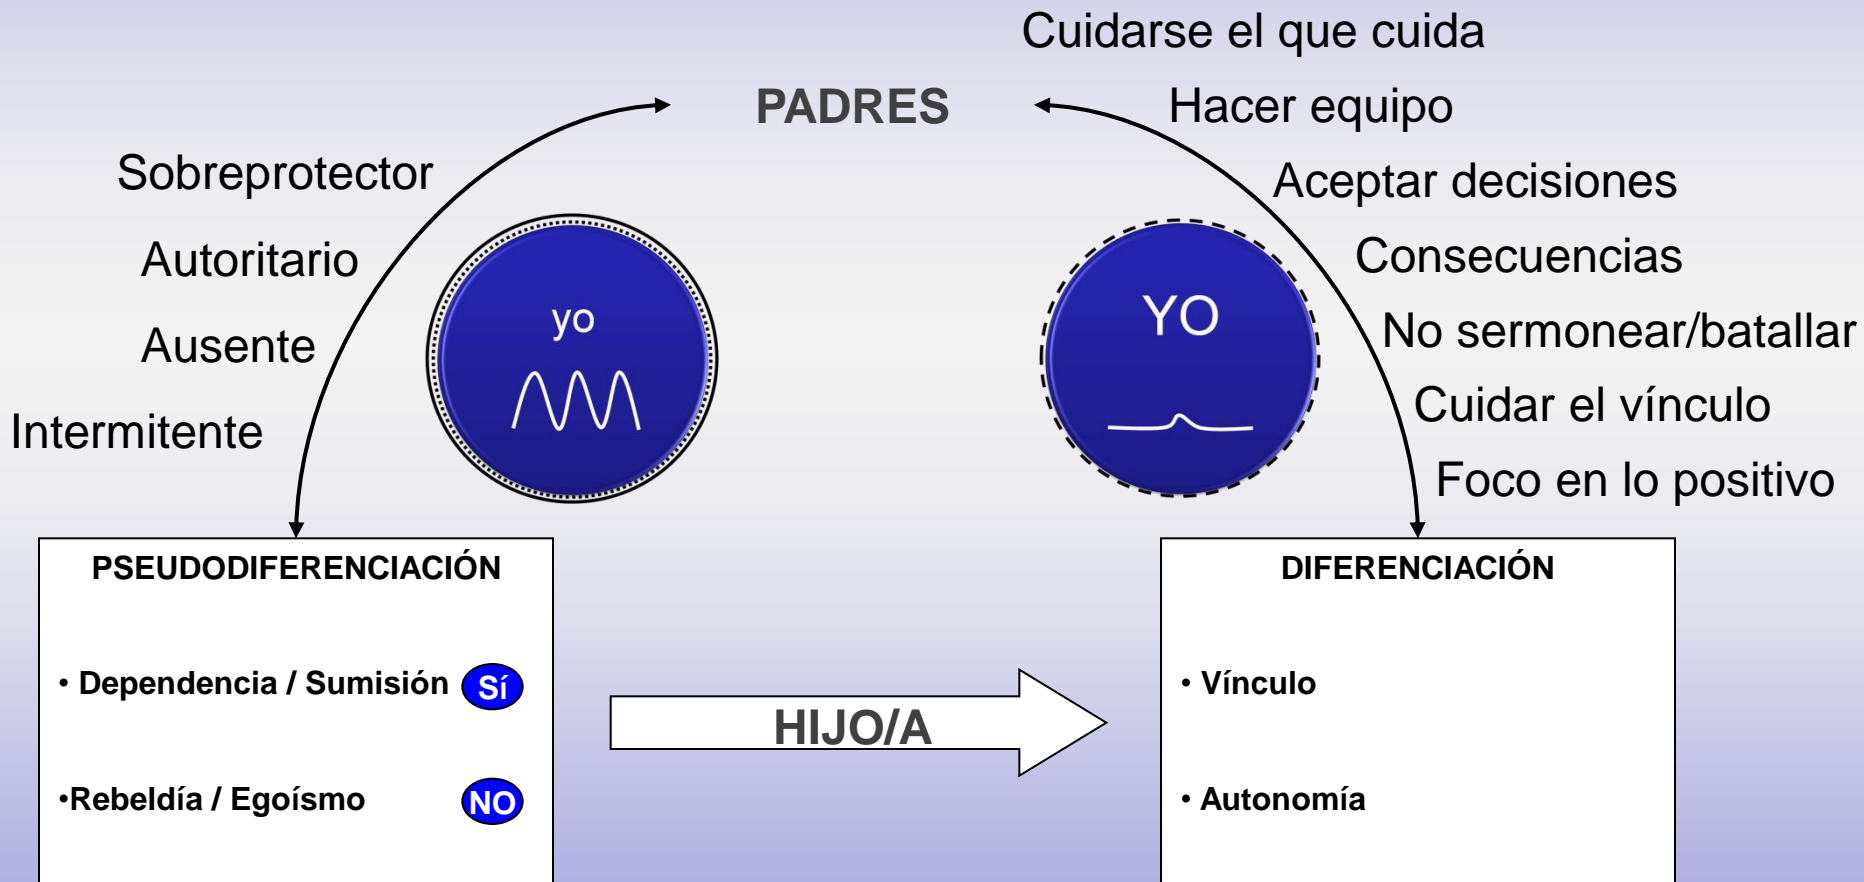 Cuidarse el que cuida
PADRES
Hacer equipo
Sobreprotector
Aceptar decisiones
Autoritario
Consecuencias
yo
YO
Ausente
No sermonear/batallar
Intermitente
Cuidar el vínculo
Foco en lo positivo
PSEUDODIFERENCIACIÓN
• Dependencia / Sumisión Sí
•Rebeldía / Egoísmo NO
HIJO/A
DIFERENCIACIÓN
• Vínculo
• Autonomía